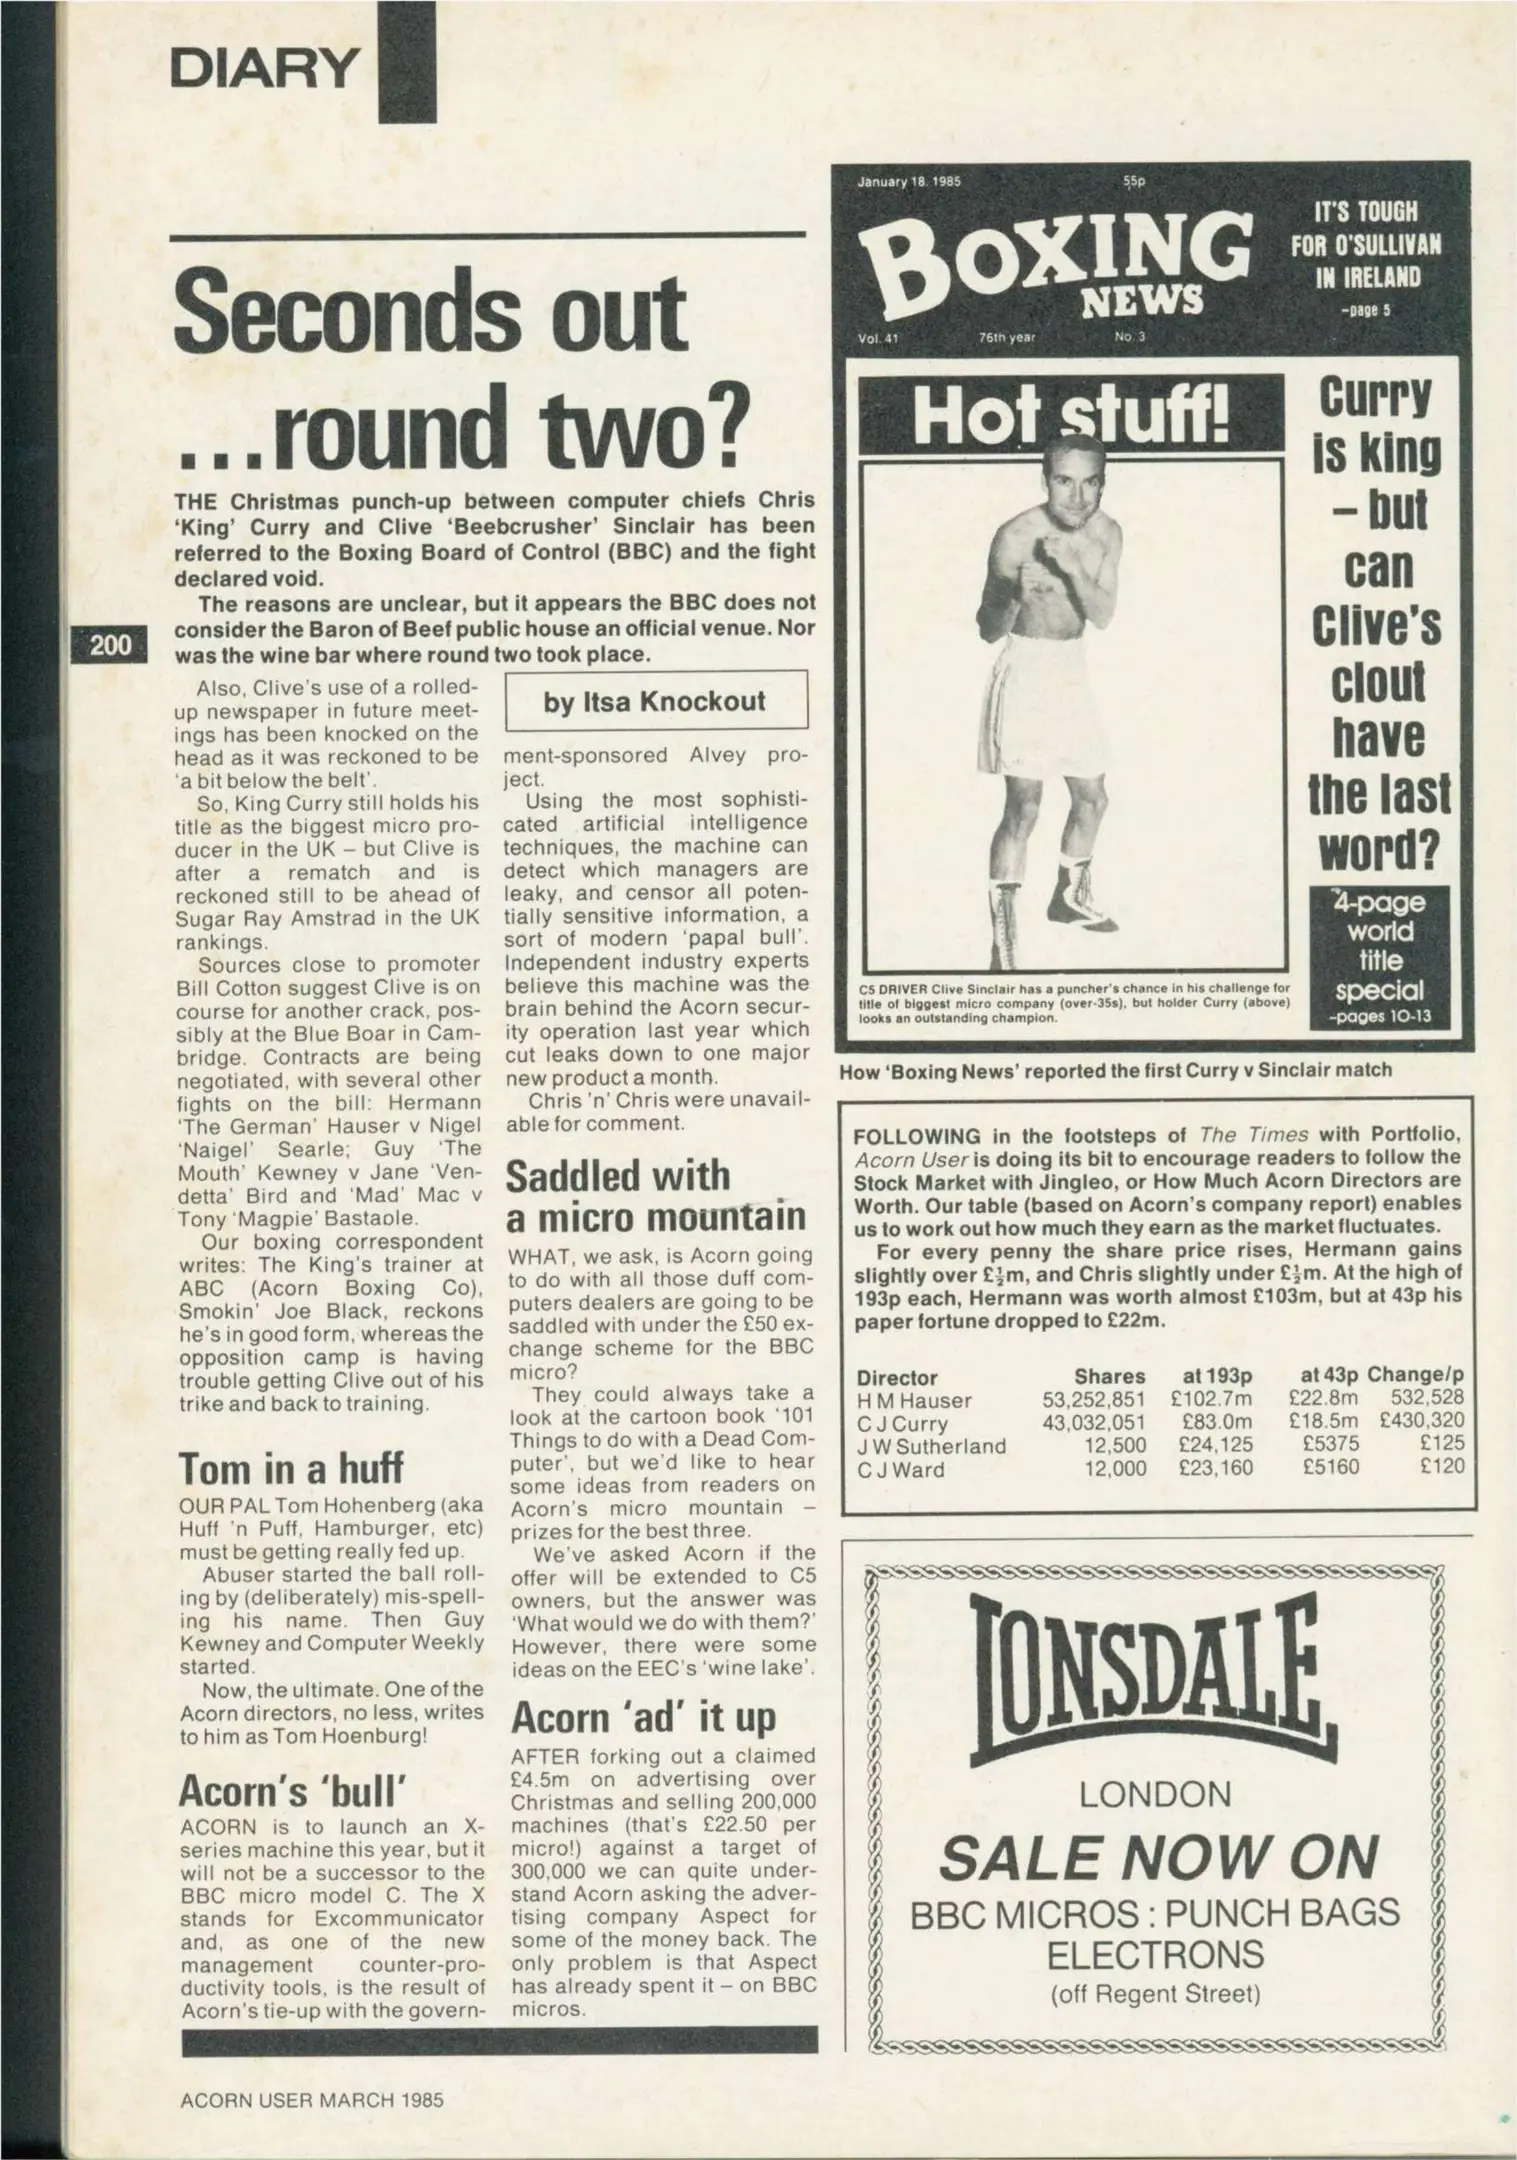 DIARY
Seconds out
...round two?
THE Christmas punch-up between computer chiefs Chris
'King' Curry and Clive 'Beebcrusher' Sinclair has been
referred to the Boxing Board of Control (BBC) and the fight
declared void.
The reasons are unclear, but it appears the BBC does not
consider the Baron of Beef public house an official venue. Nor
was the wine bar where round two took place.
200
Also, Clive's use of a rolled-
up newspaper in future meet-
ings has been knocked on the
head as it was reckoned to be
'a bit below the belt'.
So, King Curry still holds his
title as the biggest micro pro-
ducer in the UK – but Clive is
after a rematch and is
reckoned still to be ahead of
Sugar Ray Amstrad in the UK
rankings.
Sources close to promoter
Bill Cotton suggest Clive is on
course for another crack, pos-
sibly at the Blue Boar in Cam-
bridge. Contracts are being
negotiated, with several other
fights on the bill: Hermann
'The German' Hauser v Nigel
'Naigel' Searle; Guy 'The
Mouth' Kewney v Jane 'Ven-
detta' Bird and 'Mad' Mac v
Tony 'Magpie' Bastaole.
Our boxing correspondent
writes: The King's trainer at
ABC (Acorn Boxing Co),
Smokin' Joe Black, reckons
he's in good form, whereas the
opposition camp is having
trouble getting Clive out of his
trike and back to training.
Tom in a huff
OUR PAL Tom Hohenberg (aka
Huff 'n Puff, Hamburger, etc)
must be getting really fed up.
Abuser started the ball roll-
ing by (deliberately) mis-spell-
ing his name. Then Guy
Kewney and Computer Weekly
started.
Now, the ultimate. One of the
Acorn directors, no less, writes
to him as Tom Hoenburg!
Acorn's 'bull'
ACORN is to launch an X-
series machine this year, but it
will not be a successor to the
BBC micro model C. The X
stands for Excommunicator
and, as one of the new
management counter-pro-
ductivity tools, is the result of
Acorn's tie-up with the govern-
by Itsa Knockout
ment-sponsored Alvey pro-
ject.
Using the most sophisti-
cated artificial intelligence
techniques, the machine can
detect which managers are
leaky, and censor all poten-
tially sensitive information, a
sort of modern 'papal bull'.
Independent industry experts
believe this machine was the
brain behind the Acorn secur-
ity operation last year which
cut leaks down to one major
new product a month.
Chris 'n' Chris were unavail-
able for comment.
Saddled with
a micro mountain
WHAT, we ask, is Acorn going
to do with all those duff com-
puters dealers are going to be
saddled with under the £50 ex-
change scheme for the BBC
micro?
They could always take a
look at the cartoon book '101
Things to do with a Dead Com-
puter', but we'd like to hear
some ideas from readers on
Acorn's micro mountain –
prizes for the best three.
We've asked Acorn if the
offer will be extended to C5
owners, but the answer was
'What would we do with them?'
However, there were some
ideas on the EEC's 'wine lake'.
Acorn 'ad' it up
AFTER forking out a claimed
£4.5m on advertising over
Christmas and selling 200,000
machines (that's £22.50 per
micro!) against a target of
300,000 we can quite under-
stand Acorn asking the adver-
tising company Aspect for
some of the money back. The
only problem is that Aspect
has already spent it – on BBC
micros.
January 18. 1985 55p
BOXING
NEWS
Vol. 41 76th year No. 3
IT'S TOUGH
FOR O'SULLIVAN
IN IRELAND
–page 5
Hot stuff!
Curry
is king
– but
can
Clive's
clout
have
the last
word?
4-page
world
title
special
-pages 10-13
C5 DRIVER Clive Sinclair has a puncher's chance in his challenge for
title of biggest micro company (over-35s), but holder Curry (above)
looks an outstanding champion.
How 'Boxing News' reported the first Curry v Sinclair match
FOLLOWING in the footsteps of The Times with Portfolio,
Acorn User is doing its bit to encourage readers to follow the
Stock Market with Jingleo, or How Much Acorn Directors are
Worth. Our table (based on Acorn's company report) enables
us to work out how much they earn as the market fluctuates.
For every penny the share price rises, Hermann gains
slightly over £½m, and Chris slightly under £½m. At the high of
193p each, Hermann was worth almost £103m, but at 43p his
paper fortune dropped to £22m.
Director Shares at 193p at 43p Change/p
H M Hauser 53,252,851 £102.7m £22.8m 532,528
C J Curry 43,032,051 £83.0m £18.5m £430,320
J W Sutherland 12,500 £24,125 £5375 £125
C J Ward 12,000 £23,160 £5160 £120
LONSDALE
LONDON
SALE NOW ON
BBC MICROS : PUNCH BAGS
ELECTRONS
(off Regent Street)
ACORN USER MARCH 1985